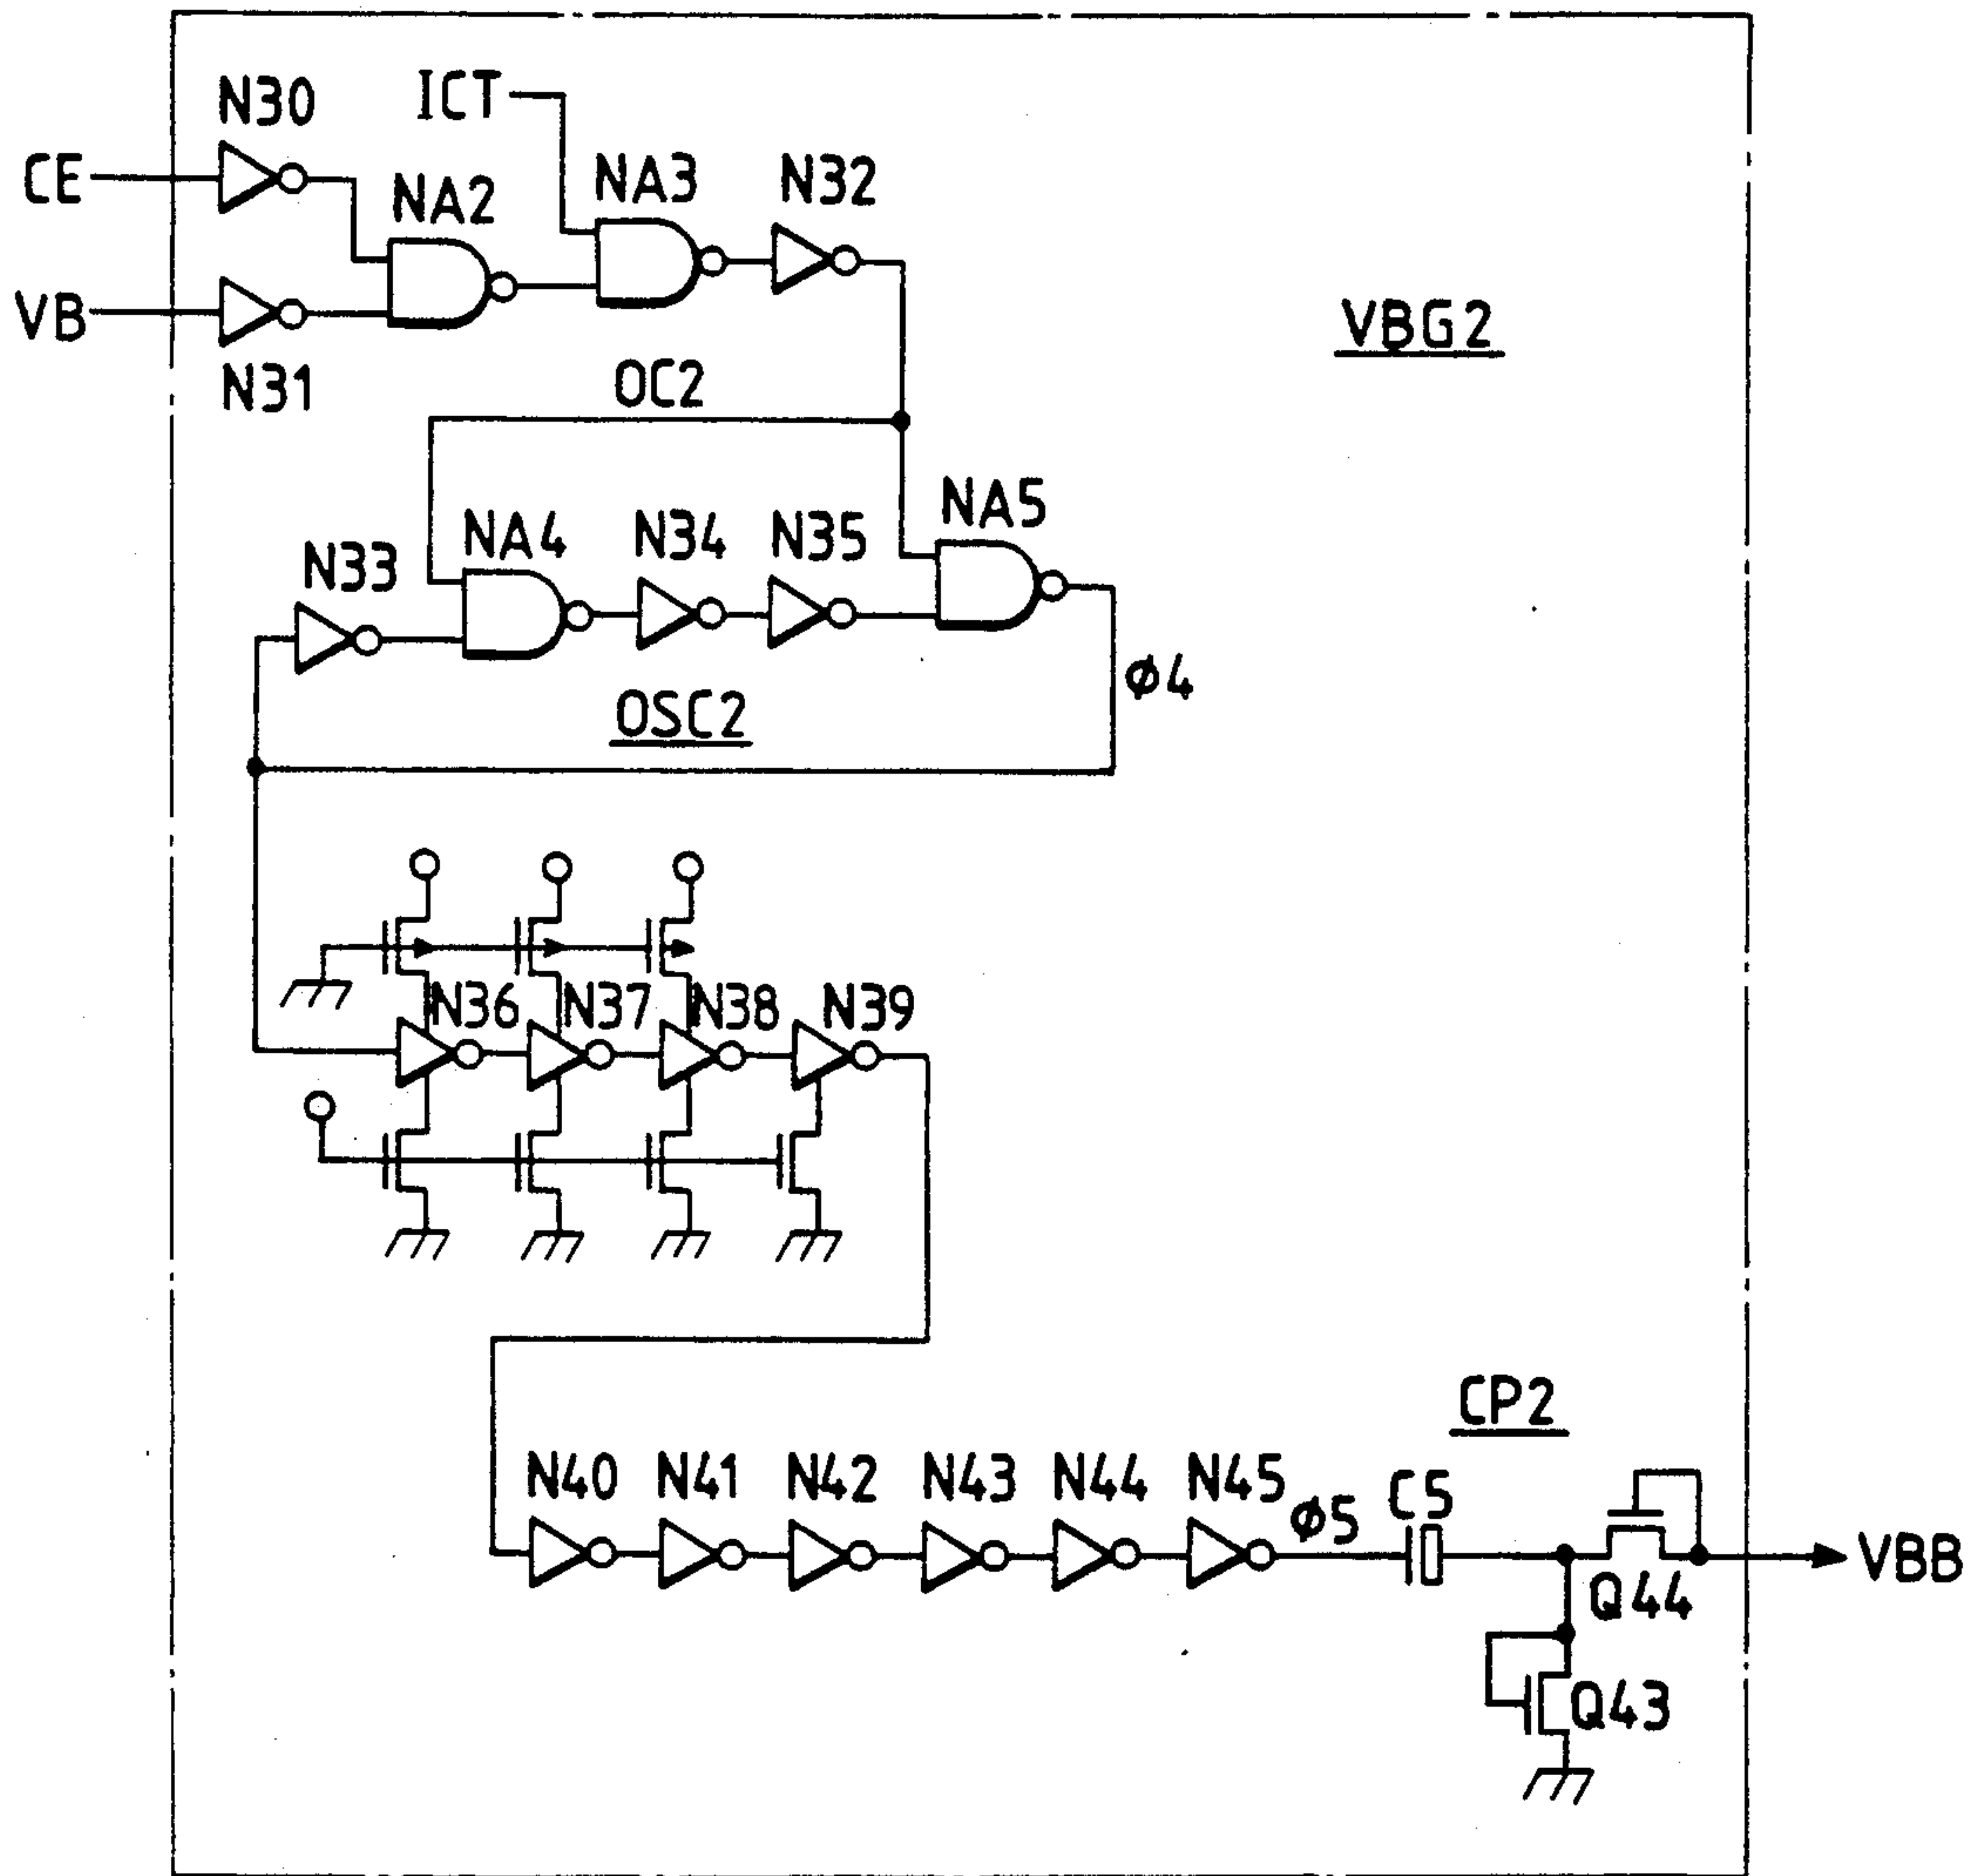 N30
ICT
CE
NA2
NA3
N32
VB
N31
VBG2
OC2
NA5
N33
NA4
N34
N35
φ4
OSC2
N36
N37
N38
N39
CP2
N40
N41
N42
N43
N44
N45
φ5
C5
VBB
Q44
Q43